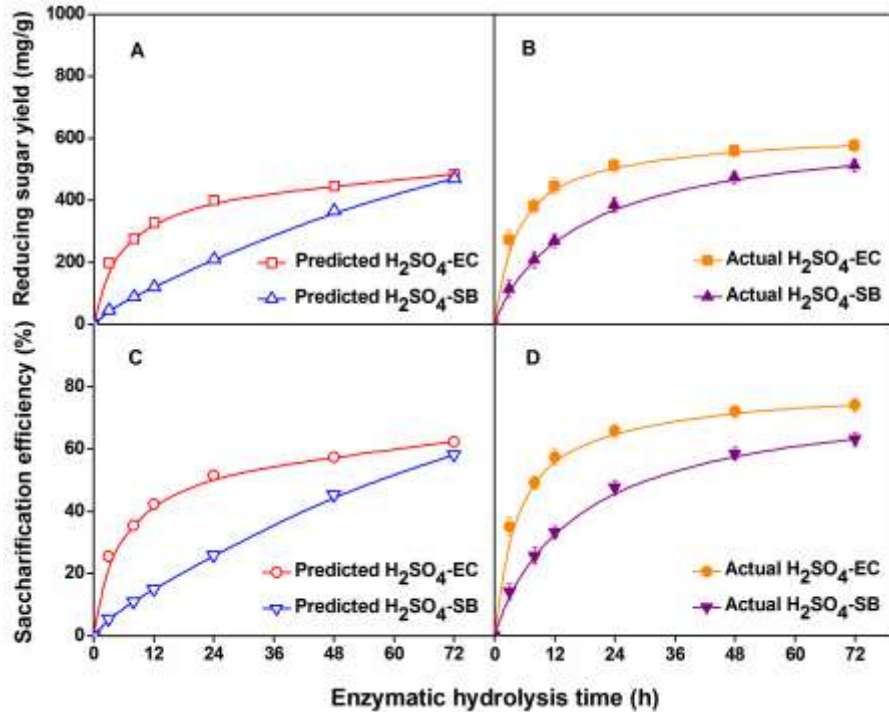 Reducing sugar yield (mg/g)
1000
800
600
400
200
0
A
Predicted H₂SO₄-EC
Predicted H₂SO₄-SB
B
Actual H₂SO₄-EC
Actual H₂SO₄-SB
Saccharification efficiency (%)
80
60
40
20
0
C
Predicted H₂SO₄-EC
Predicted H₂SO₄-SB
D
Actual H₂SO₄-EC
Actual H₂SO₄-SB
0 12 24 36 48 60 72 0 12 24 36 48 60 72
Enzymatic hydrolysis time (h)